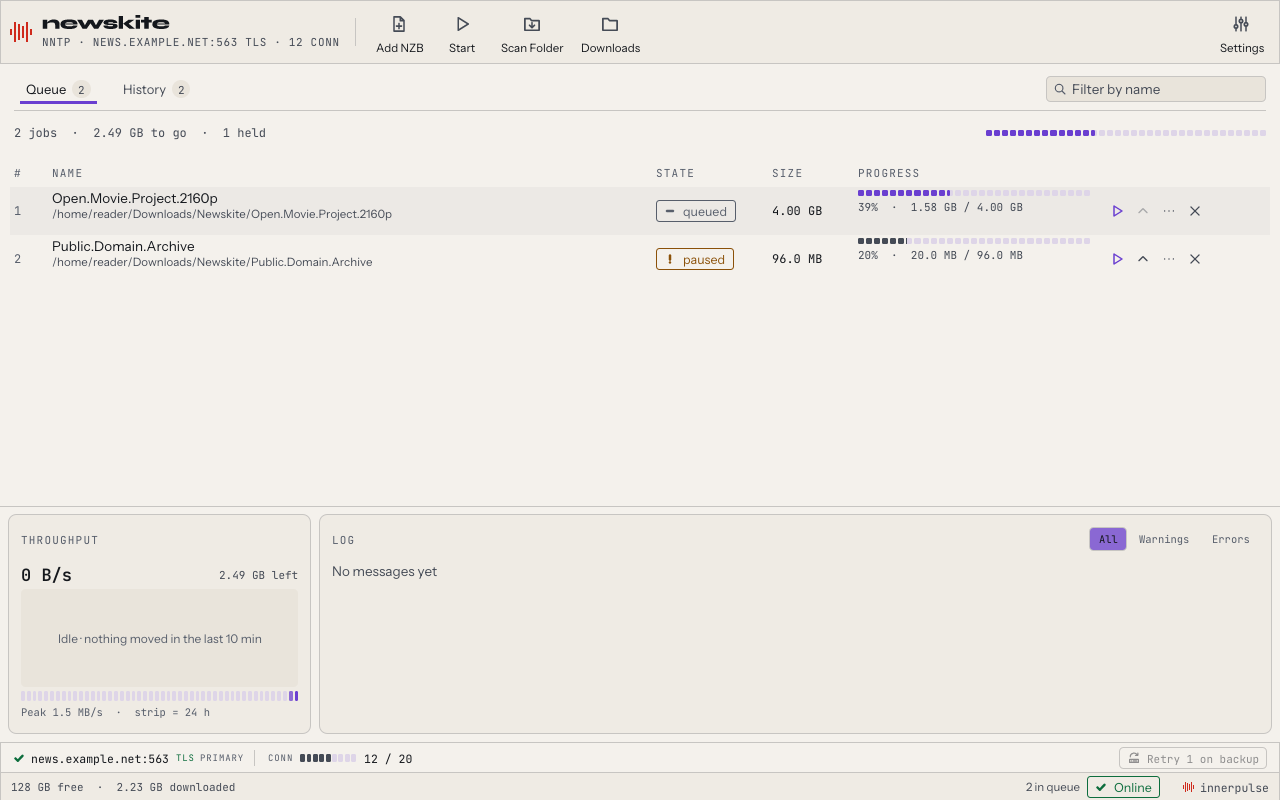 newskite
NNTP · NEWS.EXAMPLE.NET:563 TLS · 12 CONN
Add NZB
Start
Scan Folder
Downloads
Settings
Queue 2
History 2
Filter by name
2 jobs · 2.49 GB to go · 1 held
# NAME STATE SIZE PROGRESS
1 Open.Movie.Project.2160p
/home/reader/Downloads/Newskite/Open.Movie.Project.2160p
queued
4.00 GB
39% · 1.58 GB / 4.00 GB
2 Public.Domain.Archive
/home/reader/Downloads/Newskite/Public.Domain.Archive
paused
96.0 MB
20% · 20.0 MB / 96.0 MB
THROUGHPUT
0 B/s 2.49 GB left
Idle · nothing moved in the last 10 min
Peak 1.5 MB/s · strip = 24 h
LOG
All Warnings Errors
No messages yet
news.example.net:563 TLS PRIMARY CONN 12 / 20
Retry 1 on backup
128 GB free · 2.23 GB downloaded
2 in queue
Online
innerpulse